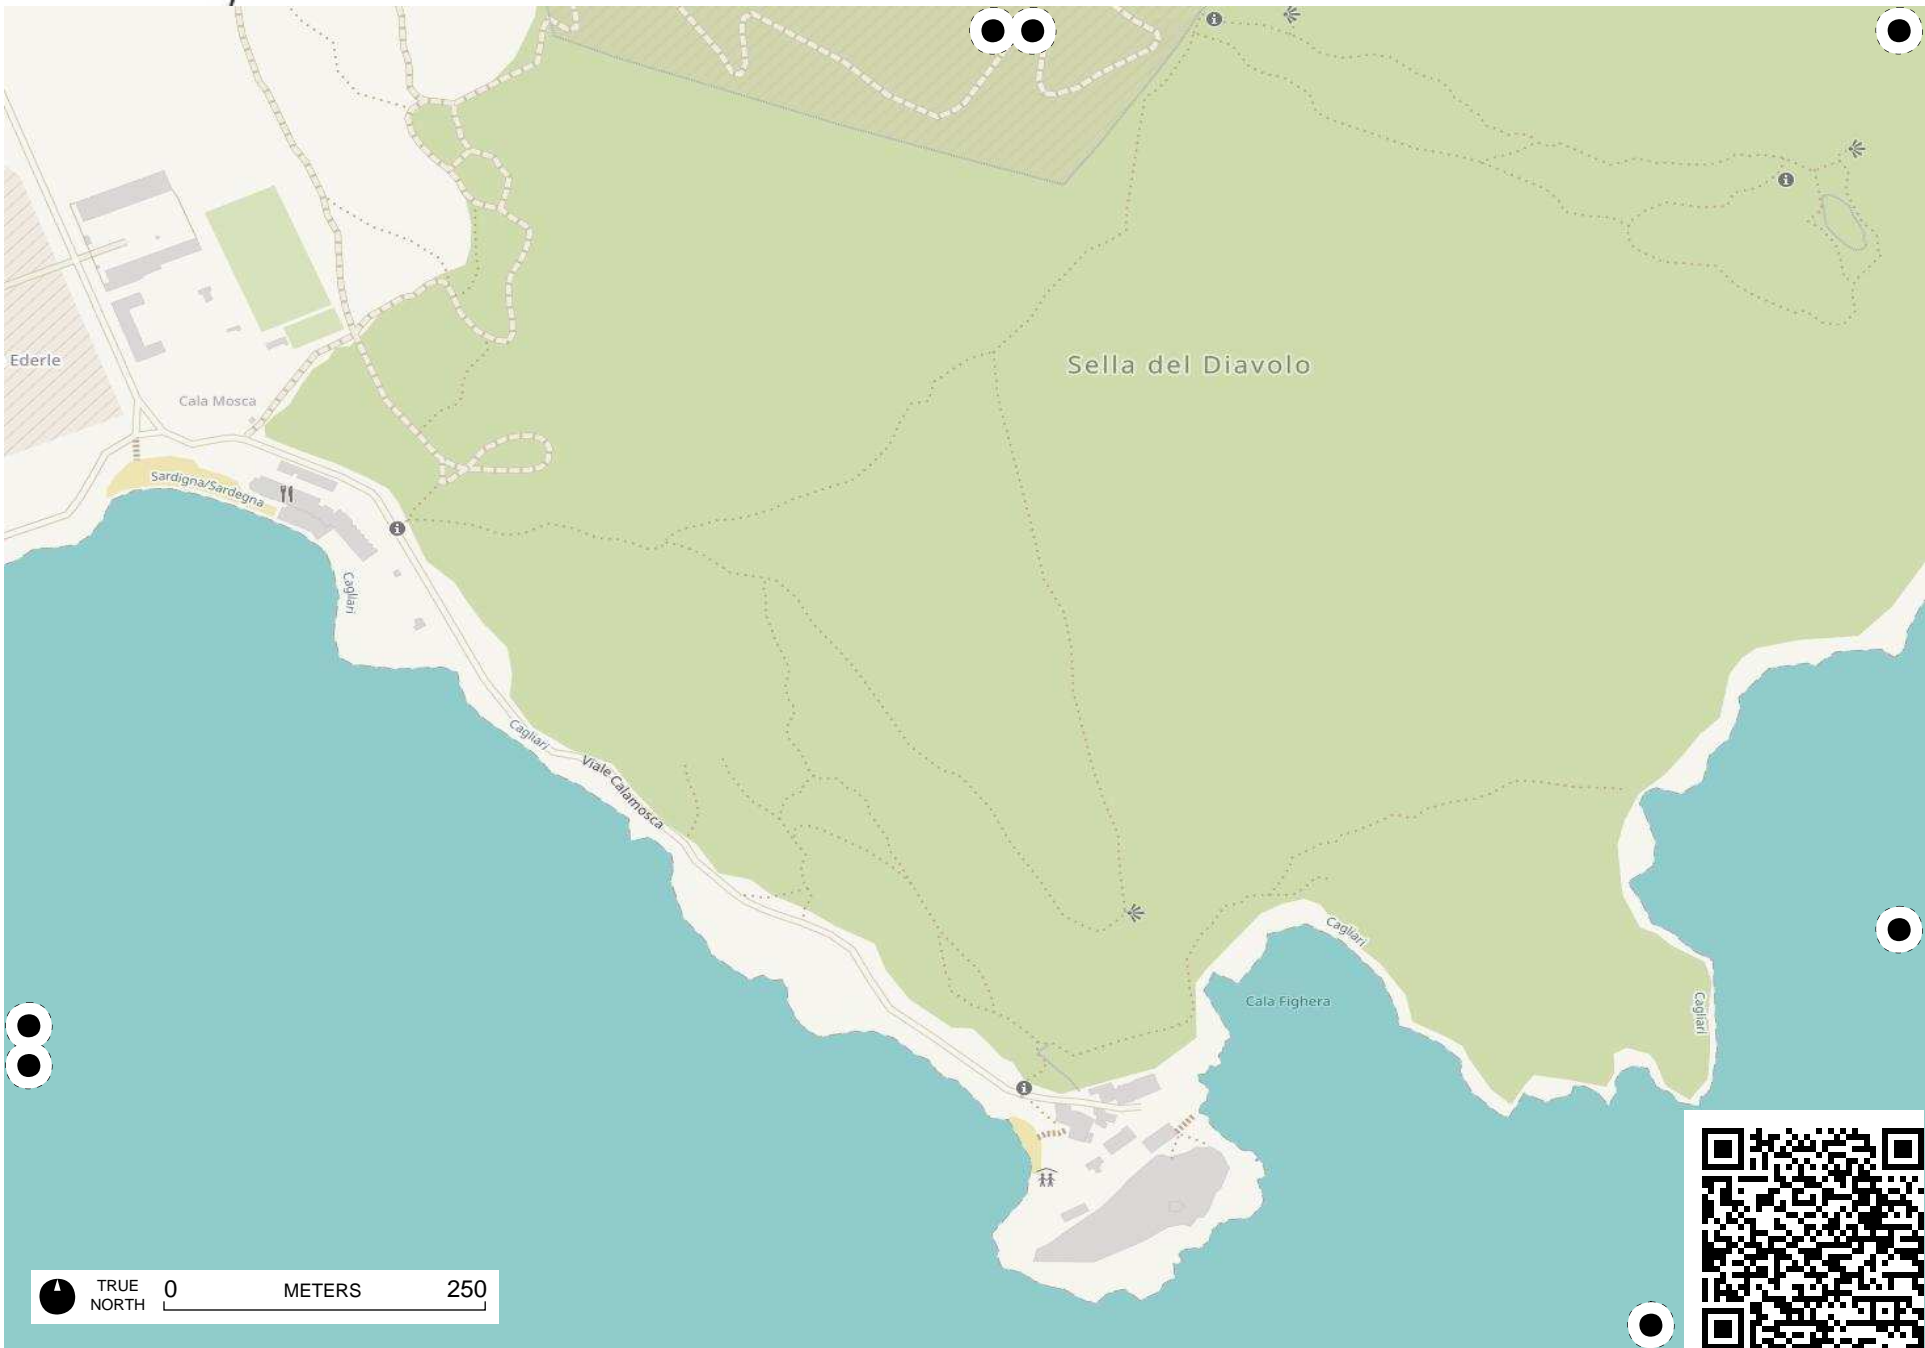 Sella del Diavolo
Ederle
Cala Mosca
Sardigna/Sardegna
Cagliari
Cagliari
Viale Calamosca
Cagliari
Cala Fighera
Cagliari
TRUE NORTH
0 METERS 250